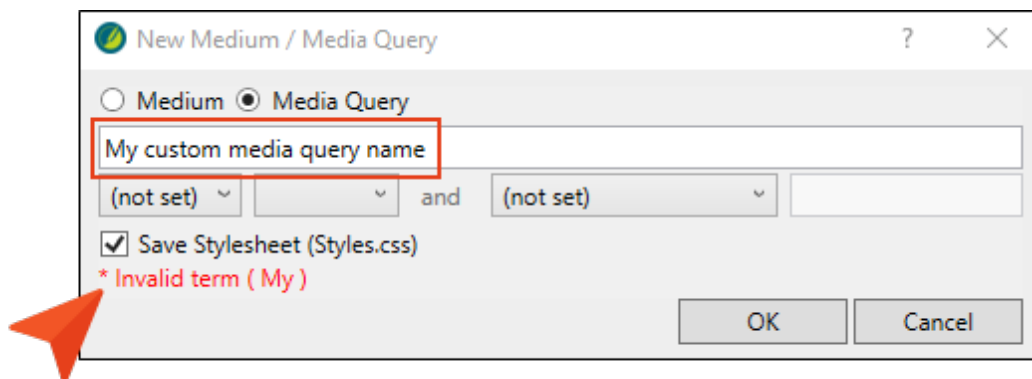 New Medium / Media Query ?
Medium Media Query
My custom media query name
(not set) and (not set)
Save Stylesheet (Styles.css)
* Invalid term ( My )
OK Cancel